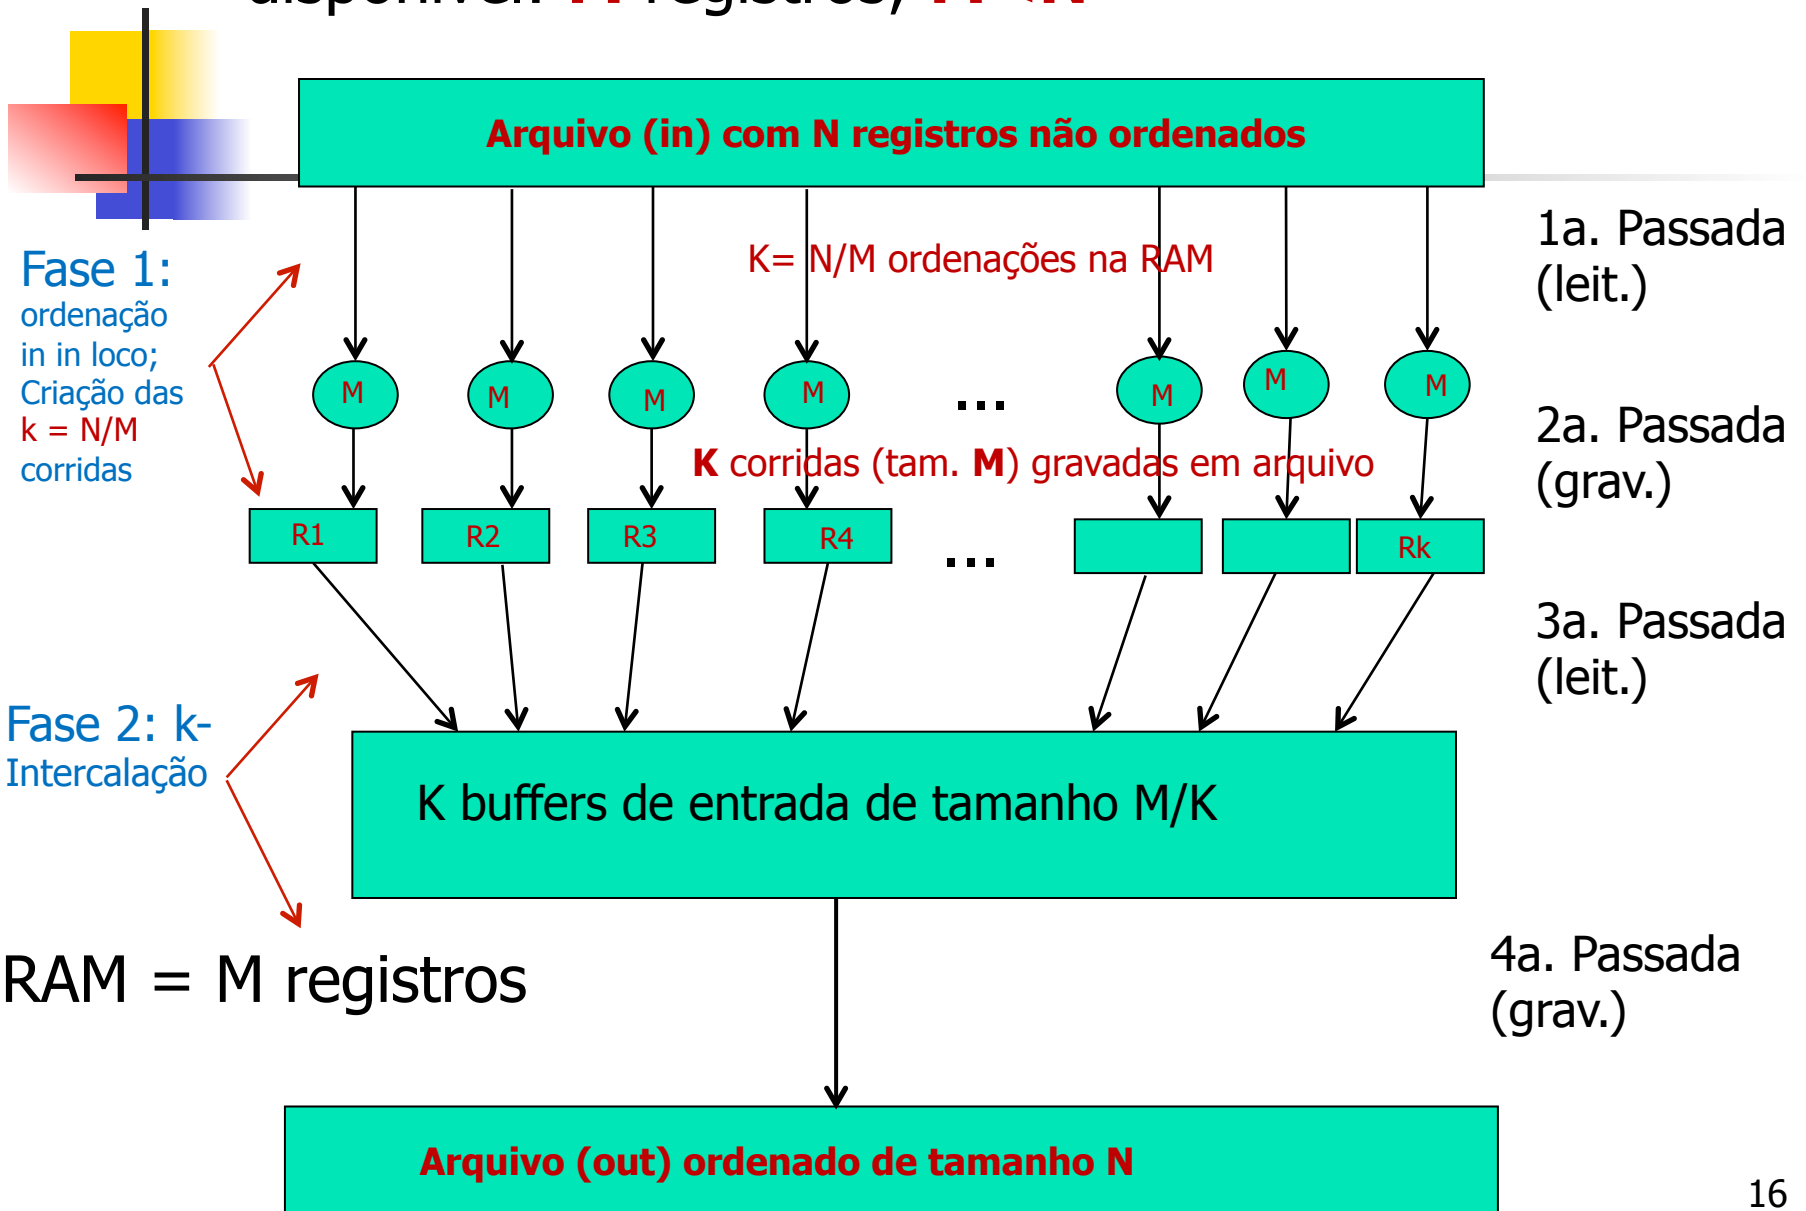 disponível: M registros, M<N
Arquivo (in) com N registros não ordenados
1a. Passada
(leit.)
K= N/M ordenações na RAM
Fase 1:
ordenação
in in loco;
Criação das
k = N/M
corridas
M M M M ... M M M
2a. Passada
(grav.)
K corridas (tam. M) gravadas em arquivo
R1 R2 R3 R4 ... Rk
3a. Passada
(leit.)
Fase 2: k-
Intercalação
K buffers de entrada de tamanho M/K
RAM = M registros
4a. Passada
(grav.)
Arquivo (out) ordenado de tamanho N
16